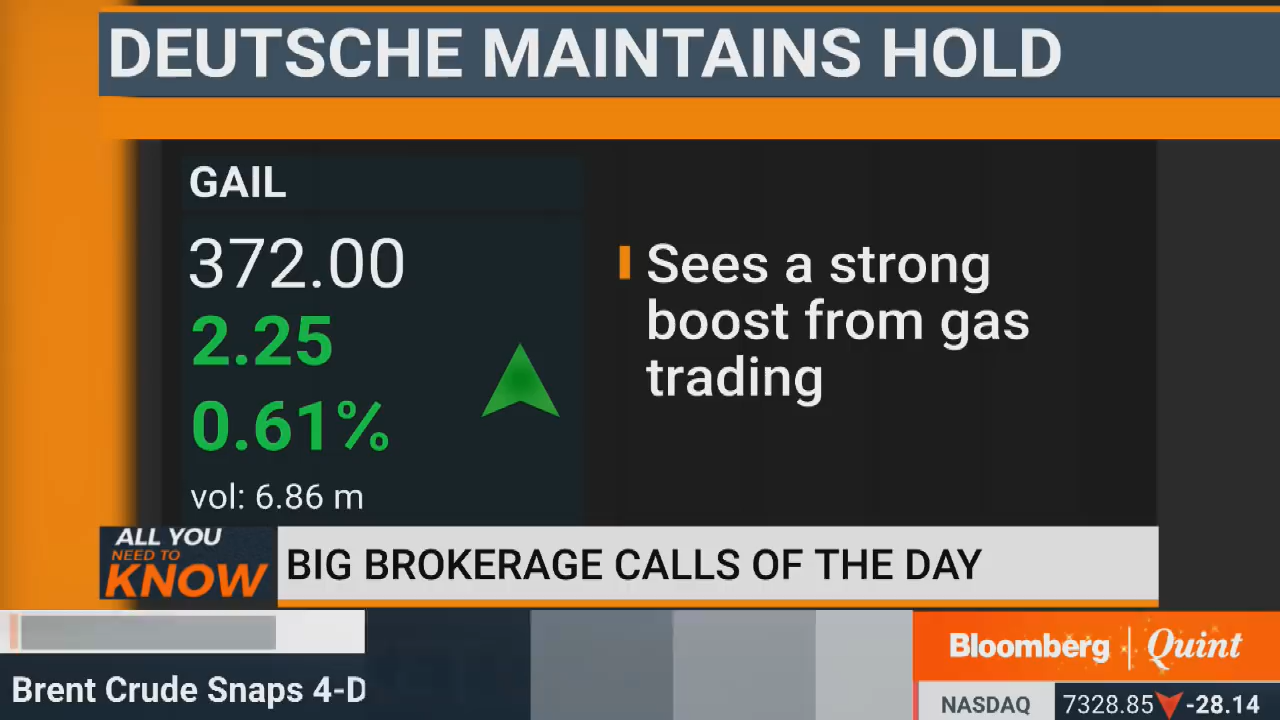 DEUTSCHE MAINTAINS HOLD
GAIL
372.00
2.25
0.61%
vol: 6.86 m
Sees a strong
boost from gas
trading
ALL YOU
NEED TO
KNOW
BIG BROKERAGE CALLS OF THE DAY
Brent Crude Snaps 4-D
Bloomberg | Quint
NASDAQ 7328.85 -28.14